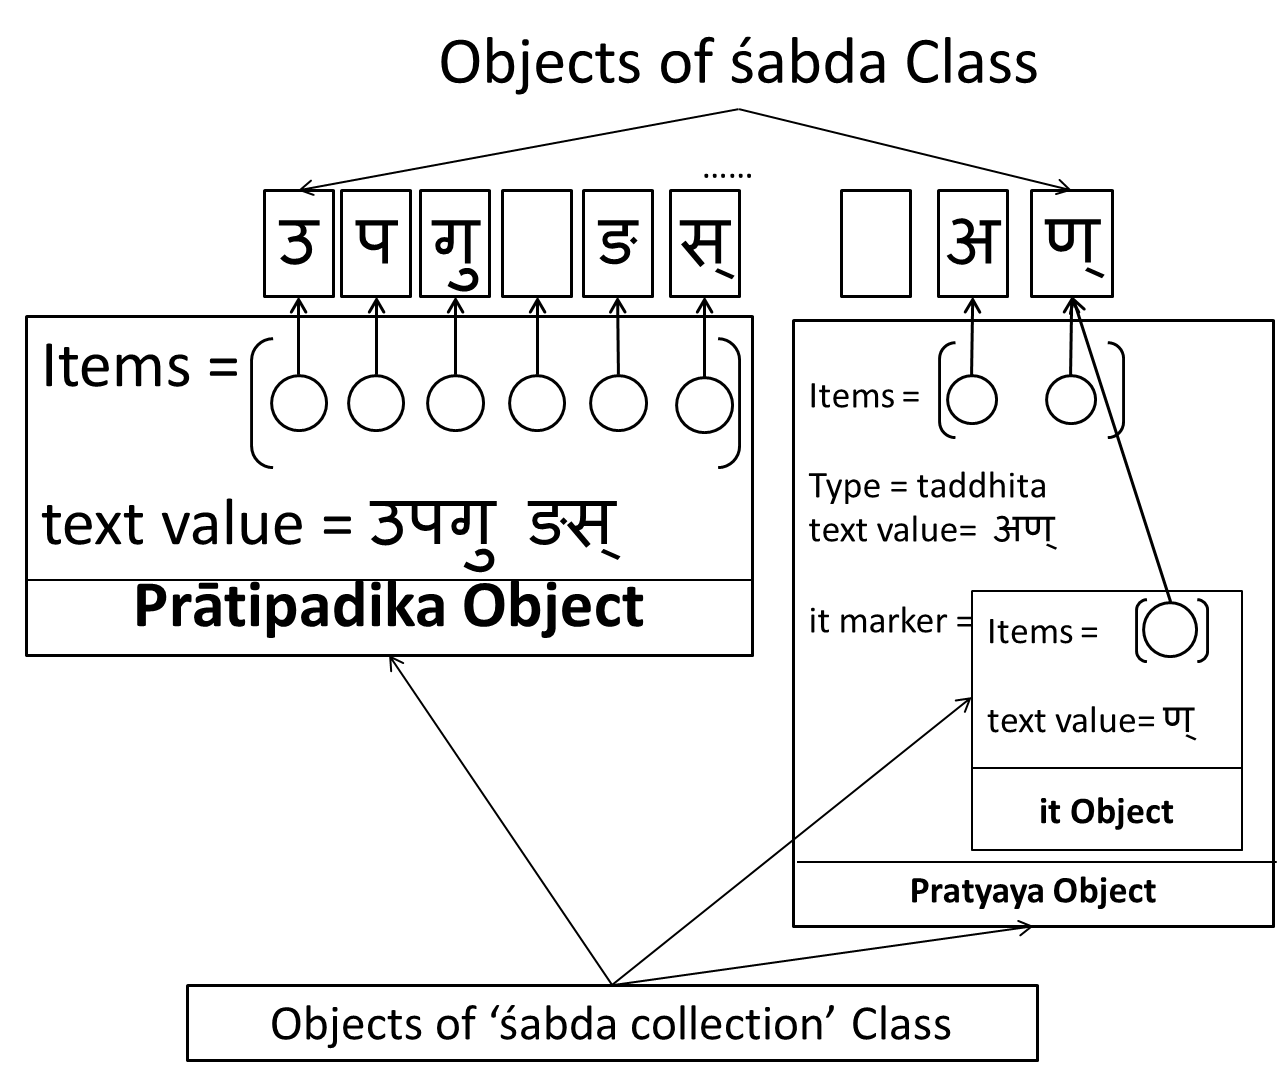 Objects of śabda Class
......
उ प गु ङ स् अ ण्
Items =
text value = उपगु ङस्
Prātipadika Object
Items =
Type = taddhita
text value= अण्
it marker =
Items =
text value= ण्
it Object
Pratyaya Object
Objects of ‘śabda collection’ Class